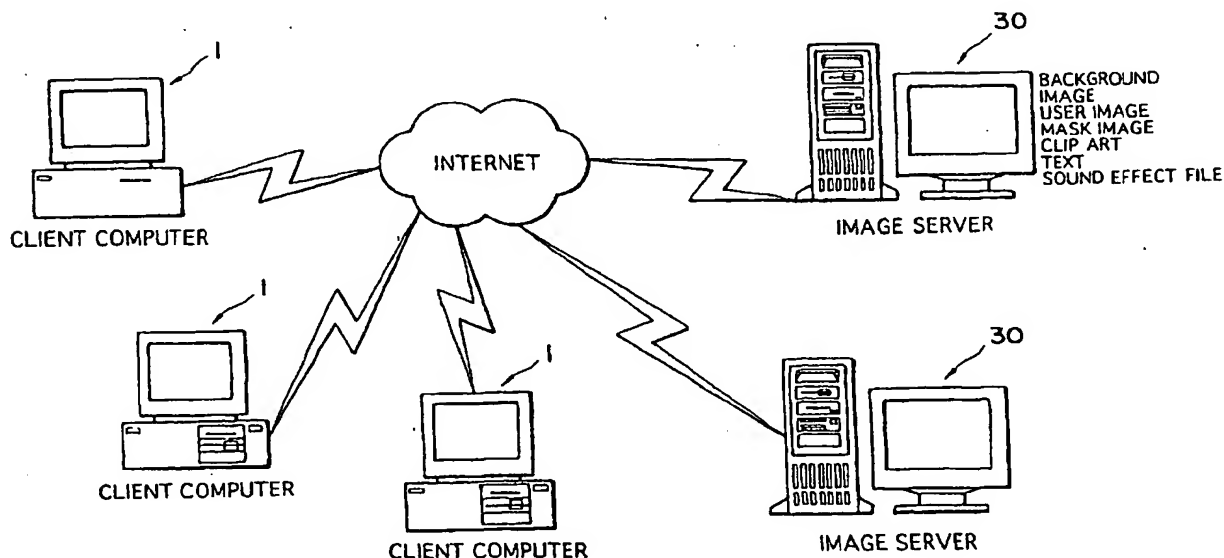 1
30
BACKGROUND
IMAGE
USER IMAGE
MASK IMAGE
CLIP ART
TEXT
SOUND EFFECT FILE
INTERNET
CLIENT COMPUTER
IMAGE SERVER
1
1
30
CLIENT COMPUTER
CLIENT COMPUTER
IMAGE SERVER